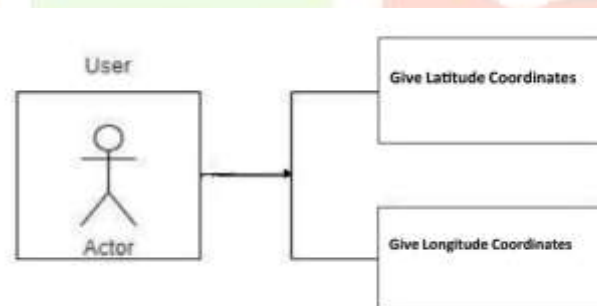 User
Actor
Give Latitude Coordinates
Give Longitude Coordinates